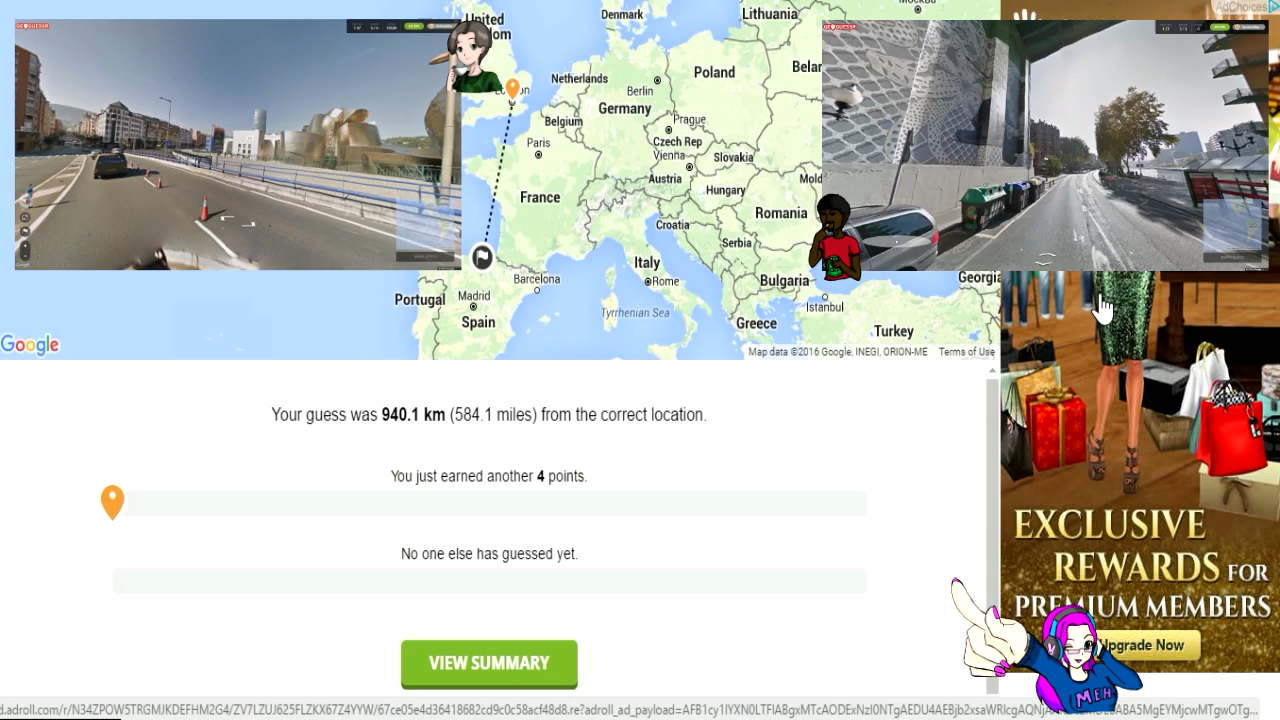 AdChoices
GEOGUESSR
GEOGUESSR
United
Denmark
Lithuania
Netherlands
Berlin
Poland
Germany
Belgium
Prague
Paris
Czech Rep
Vienna
Slovakia
Austria
France
Hungary
Romania
Croatia
Serbia
Italy
Rome
Bulgaria
Georgia
Barcelona
Portugal
Madrid
Istanbul
Spain
Tyrrhenian Sea
Greece
Turkey
Google
Map data ©2016 Google, INEGI, ORION-ME Terms of Use
Your guess was 940.1 km (584.1 miles) from the correct location.
You just earned another 4 points.
No one else has guessed yet.
VIEW SUMMARY
EXCLUSIVE
REWARDS FOR
PREMIUM MEMBERS
Upgrade Now
MEH